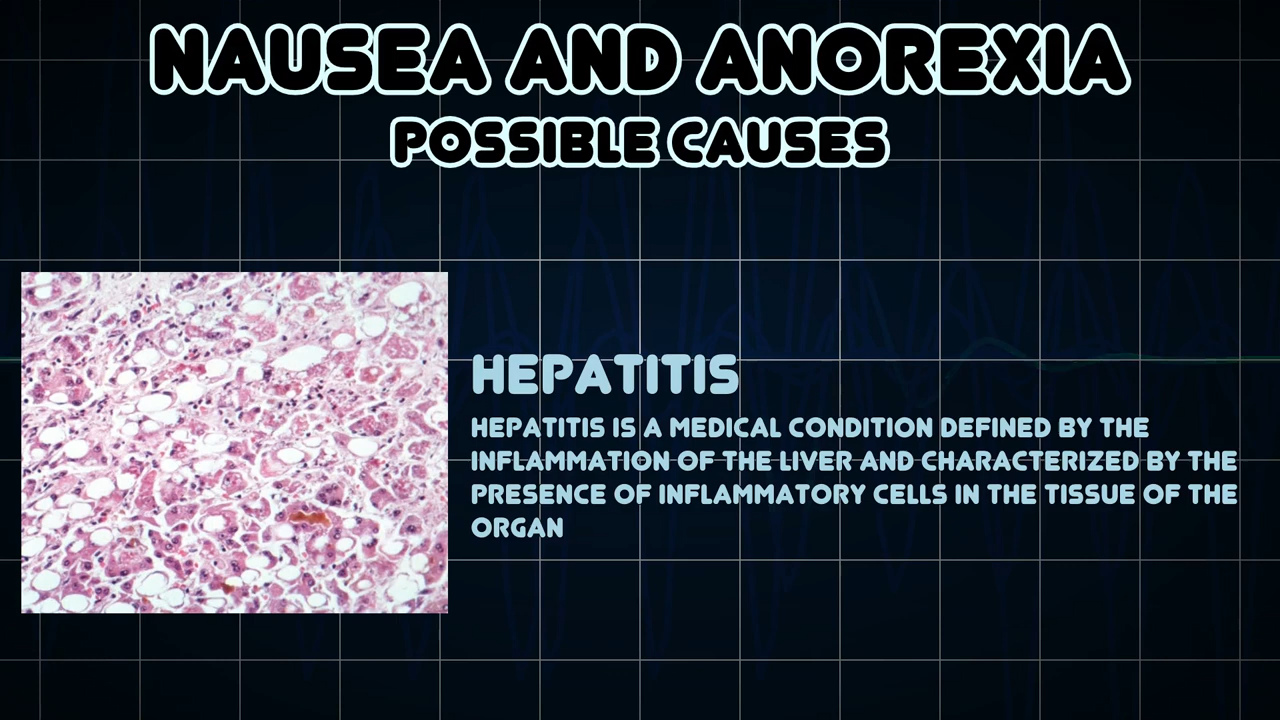 NAUSEA AND ANOREXIA
POSSIBLE CAUSES
HEPATITIS
HEPATITIS IS A MEDICAL CONDITION DEFINED BY THE
INFLAMMATION OF THE LIVER AND CHARACTERIZED BY THE
PRESENCE OF INFLAMMATORY CELLS IN THE TISSUE OF THE
ORGAN